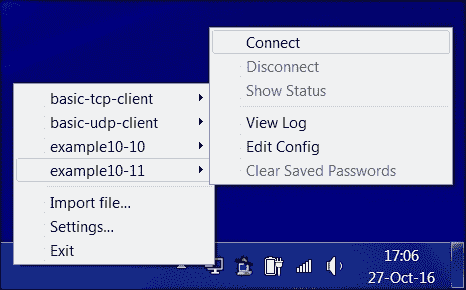 Connect
Disconnect
Show Status
View Log
Edit Config
Clear Saved Passwords
basic-tcp-client
basic-udp-client
example10-10
example10-11
Import file...
Settings...
Exit
17:06
27-Oct-16